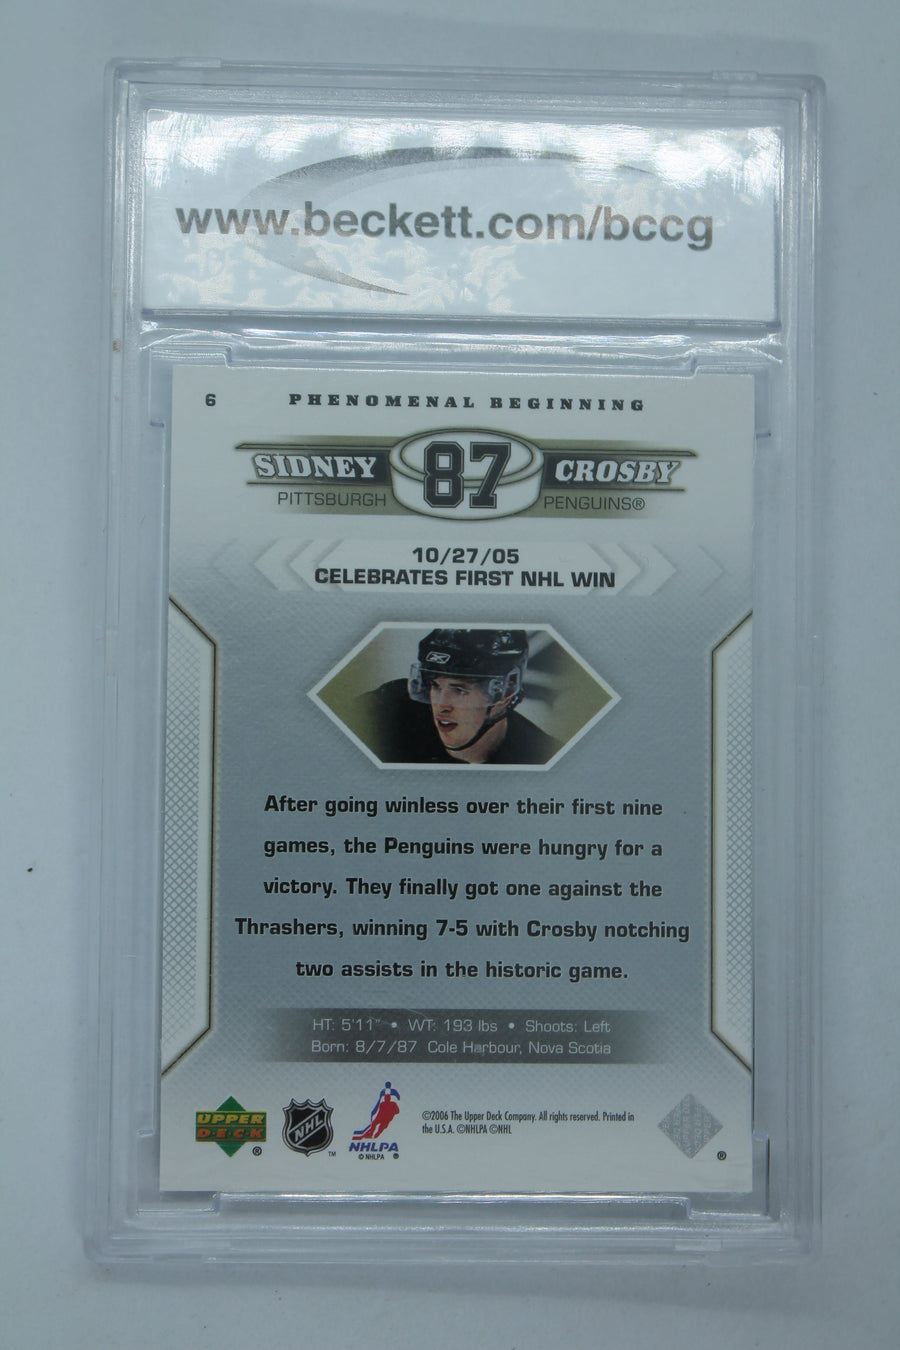 www.beckett.com/bccg
6 PHENOMENAL BEGINNING
SIDNEY 87 CROSBY
PITTSBURGH PENGUINS®
10/27/05
CELEBRATES FIRST NHL WIN
After going winless over their first nine
games, the Penguins were hungry for a
victory. They finally got one against the
Thrashers, winning 7-5 with Crosby notching
two assists in the historic game.
HT: 5'11" • WT: 193 lbs • Shoots: Left
Born: 8/7/87 Cole Harbour, Nova Scotia
UPPER
DECK ®
NHL ™
NHLPA
© NHLPA ®
©2006 The Upper Deck Company. All rights reserved. Printed in
the U.S.A. ©NHLPA ©NHL
®